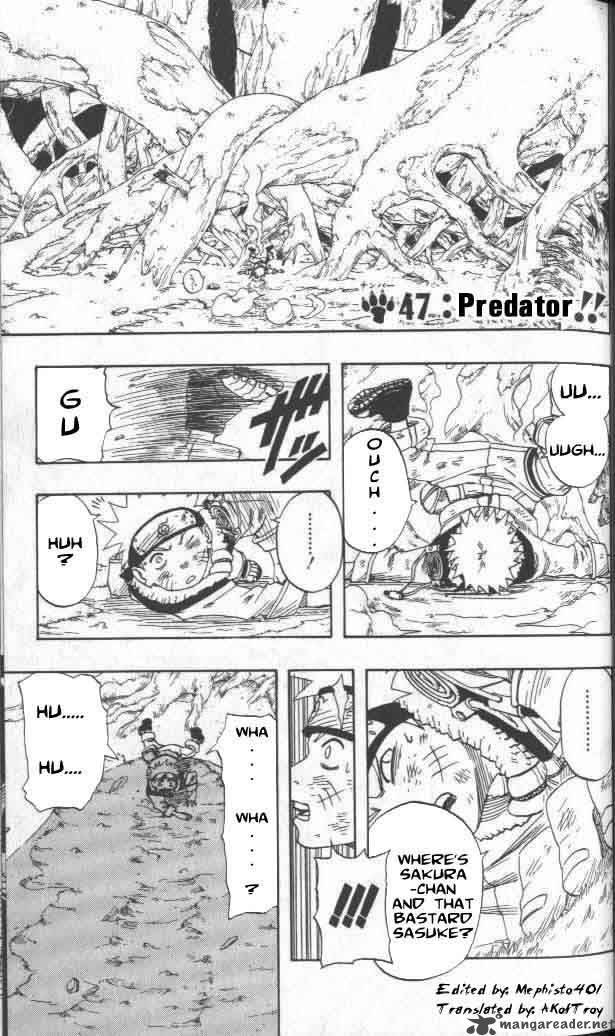 47: Predator!!
UU...
UUGH...
OUCH...
GU
.........
HUH
?
........
WHERE'S
SAKURA
-CHAN
AND THAT
BASTARD
SASUKE?
!!!
WHA
...
WHA
...
?
HU.....
HU....
Edited by: Mephisto401
Translated by: AKofTroy
mangareader.net